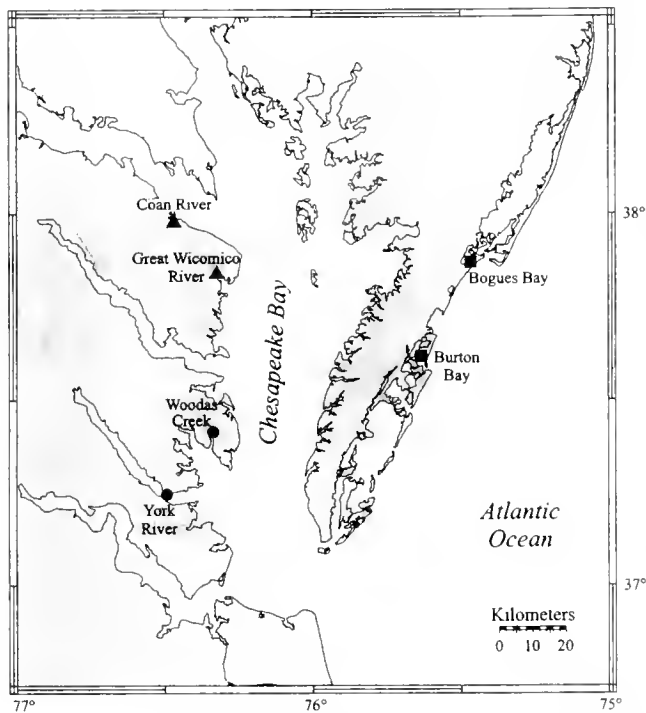 Coan River
Great Wicomico
River
Chesapeake Bay
Woodas
Creek
York
River
Bogues Bay
Burton
Bay
Atlantic
Ocean
Kilometers
0 10 20
38°
37°
77°
76°
75°